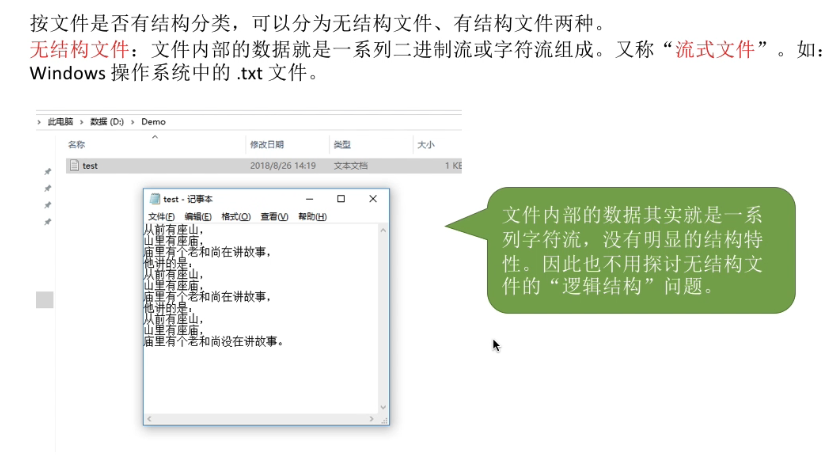 按文件是否有结构分类，可以分为无结构文件、有结构文件两种。
无结构文件：文件内部的数据就是一系列二进制流或字符流组成。又称“流式文件”。如：
Windows 操作系统中的 .txt 文件。
› 此电脑 › 数据 (D:) › Demo
名称 修改日期 类型 大小
test 2018/8/26 14:19 文本文档 1 KB
test - 记事本
文件(F) 编辑(E) 格式(O) 查看(V) 帮助(H)
从前有座山，
山里有座庙，
庙里有个老和尚在讲故事，
他讲的是：
从前有座山，
山里有座庙，
庙里有个老和尚在讲故事，
他讲的是：
从前有座山，
山里有座庙，
庙里有个老和尚没在讲故事。
文件内部的数据其实就是一系
列字符流，没有明显的结构特
性。因此也不用探讨无结构文
件的“逻辑结构”问题。